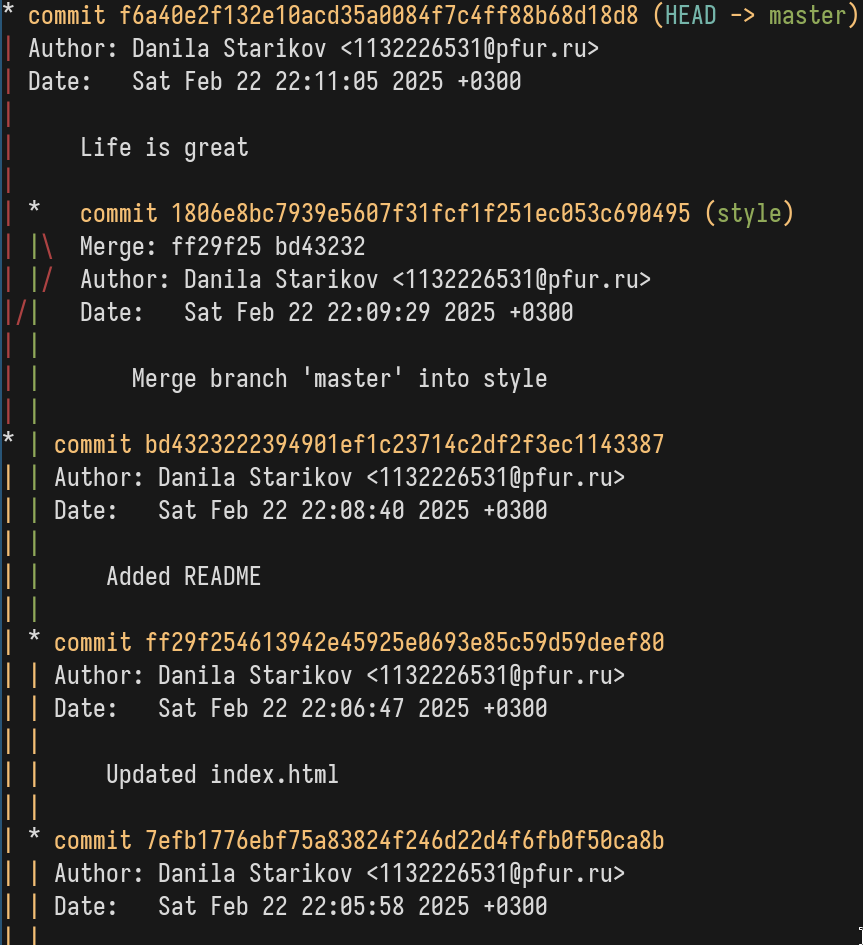 * commit f6a40e2f132e10acd35a0084f7c4ff88b68d18d8 (HEAD -> master)
| Author: Danila Starikov <1132226531@pfur.ru>
| Date:   Sat Feb 22 22:11:05 2025 +0300
|
|     Life is great
|
| *   commit 1806e8bc7939e5607f31fcf1f251ec053c690495 (style)
| |\  Merge: ff29f25 bd43232
| |/  Author: Danila Starikov <1132226531@pfur.ru>
|/|   Date:   Sat Feb 22 22:09:29 2025 +0300
| |
| |       Merge branch 'master' into style
| |
* | commit bd4323222394901ef1c23714c2df2f3ec1143387
| | Author: Danila Starikov <1132226531@pfur.ru>
| | Date:   Sat Feb 22 22:08:40 2025 +0300
| |
| |     Added README
| |
| * commit ff29f254613942e45925e0693e85c59d59deef80
| | Author: Danila Starikov <1132226531@pfur.ru>
| | Date:   Sat Feb 22 22:06:47 2025 +0300
| |
| |     Updated index.html
| |
| * commit 7efb1776ebf75a83824f246d22d4f6fb0f50ca8b
| | Author: Danila Starikov <1132226531@pfur.ru>
| | Date:   Sat Feb 22 22:05:58 2025 +0300
| |